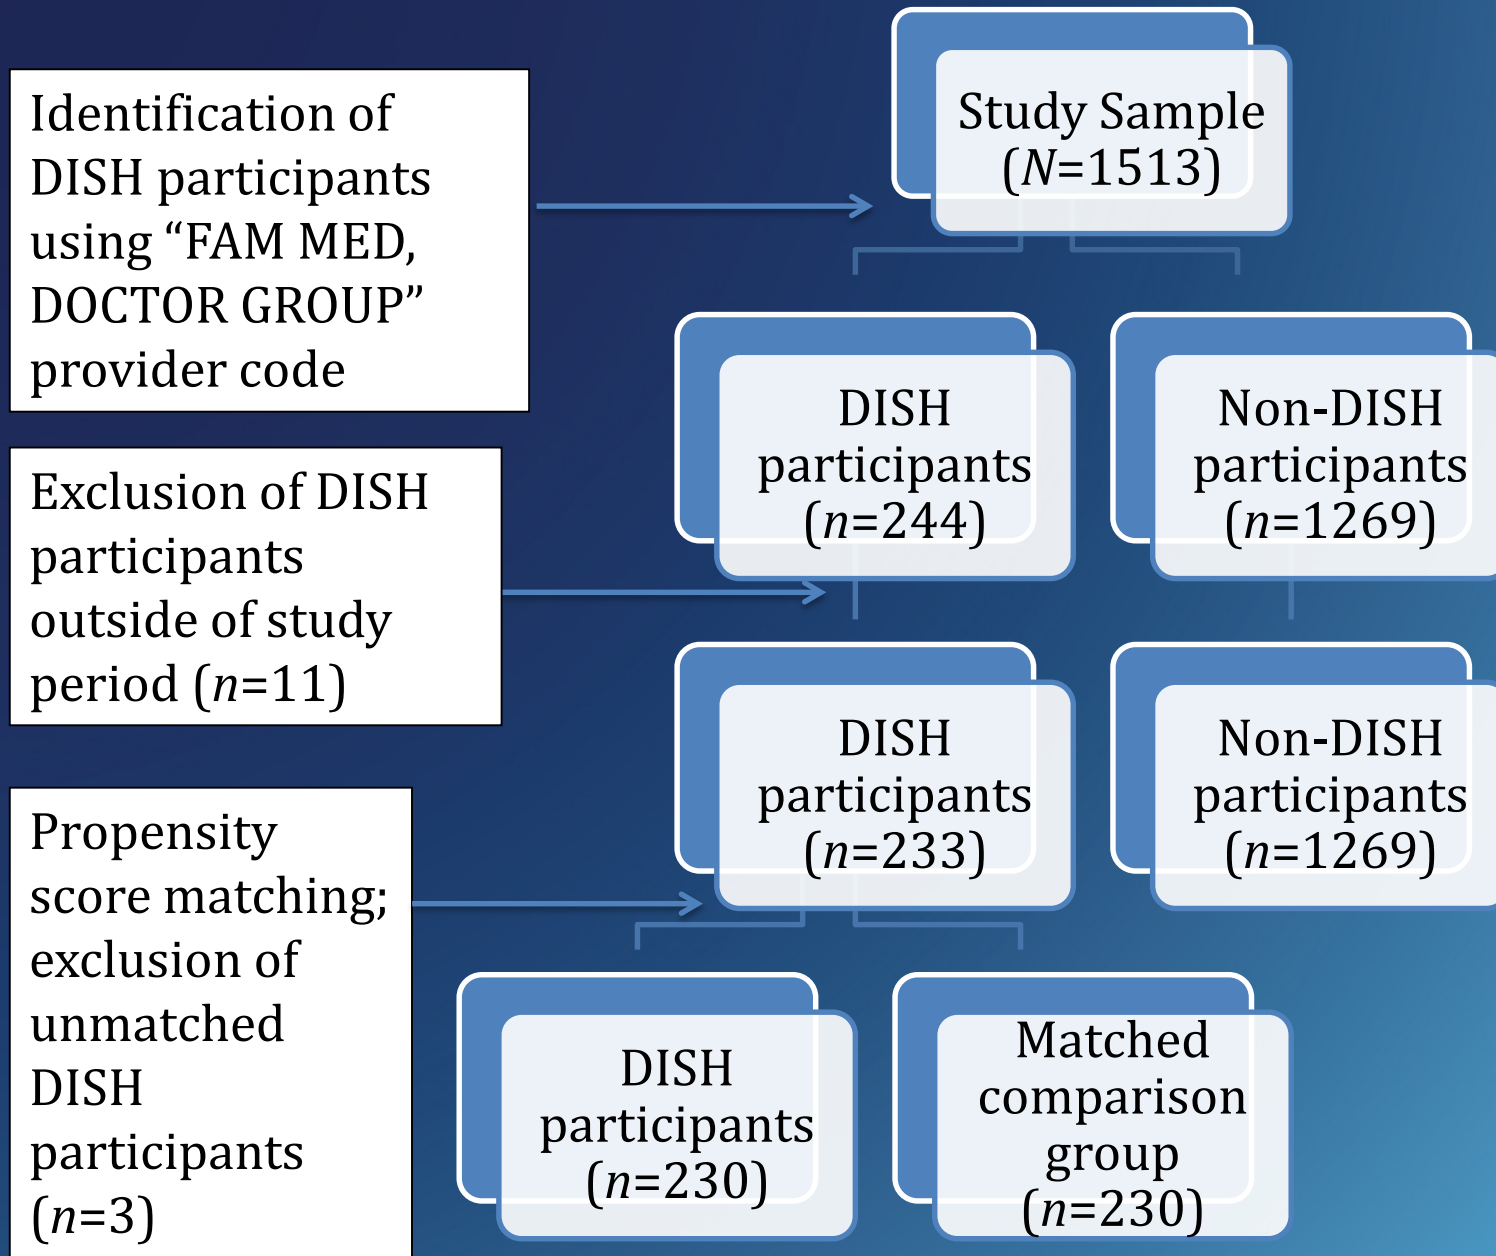 Identification of
DISH participants
using “FAM MED,
DOCTOR GROUP”
provider code
Study Sample
(N=1513)
DISH
participants
(n=244)
Non-DISH
participants
(n=1269)
Exclusion of DISH
participants
outside of study
period (n=11)
DISH
participants
(n=233)
Non-DISH
participants
(n=1269)
Propensity
score matching;
exclusion of
unmatched
DISH
participants
(n=3)
DISH
participants
(n=230)
Matched
comparison
group
(n=230)